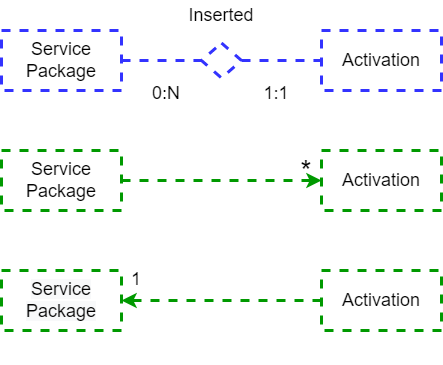 Inserted
Service
Package
Activation
0:N
1:1
Service
Package
*
Activation
Service
Package
1
Activation